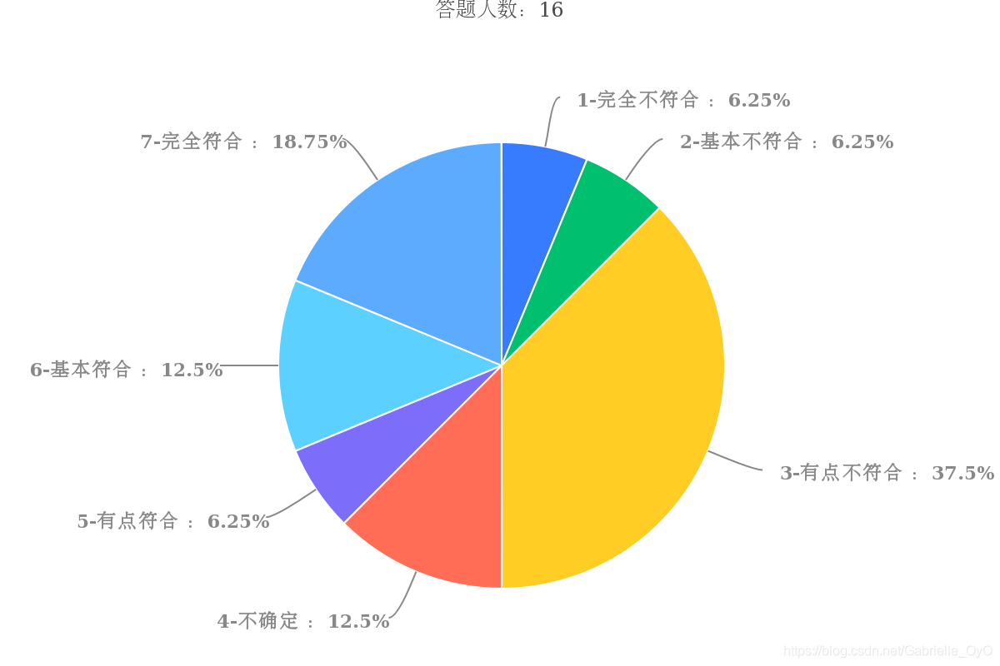 答题人数：16
1-完全不符合 ：6.25%
2-基本不符合 ：6.25%
7-完全符合 ：18.75%
6-基本符合 ：12.5%
3-有点不符合 ：37.5%
5-有点符合 ：6.25%
4-不确定 ：12.5%
https://blog.csdn.net/Gabrielle_OyO